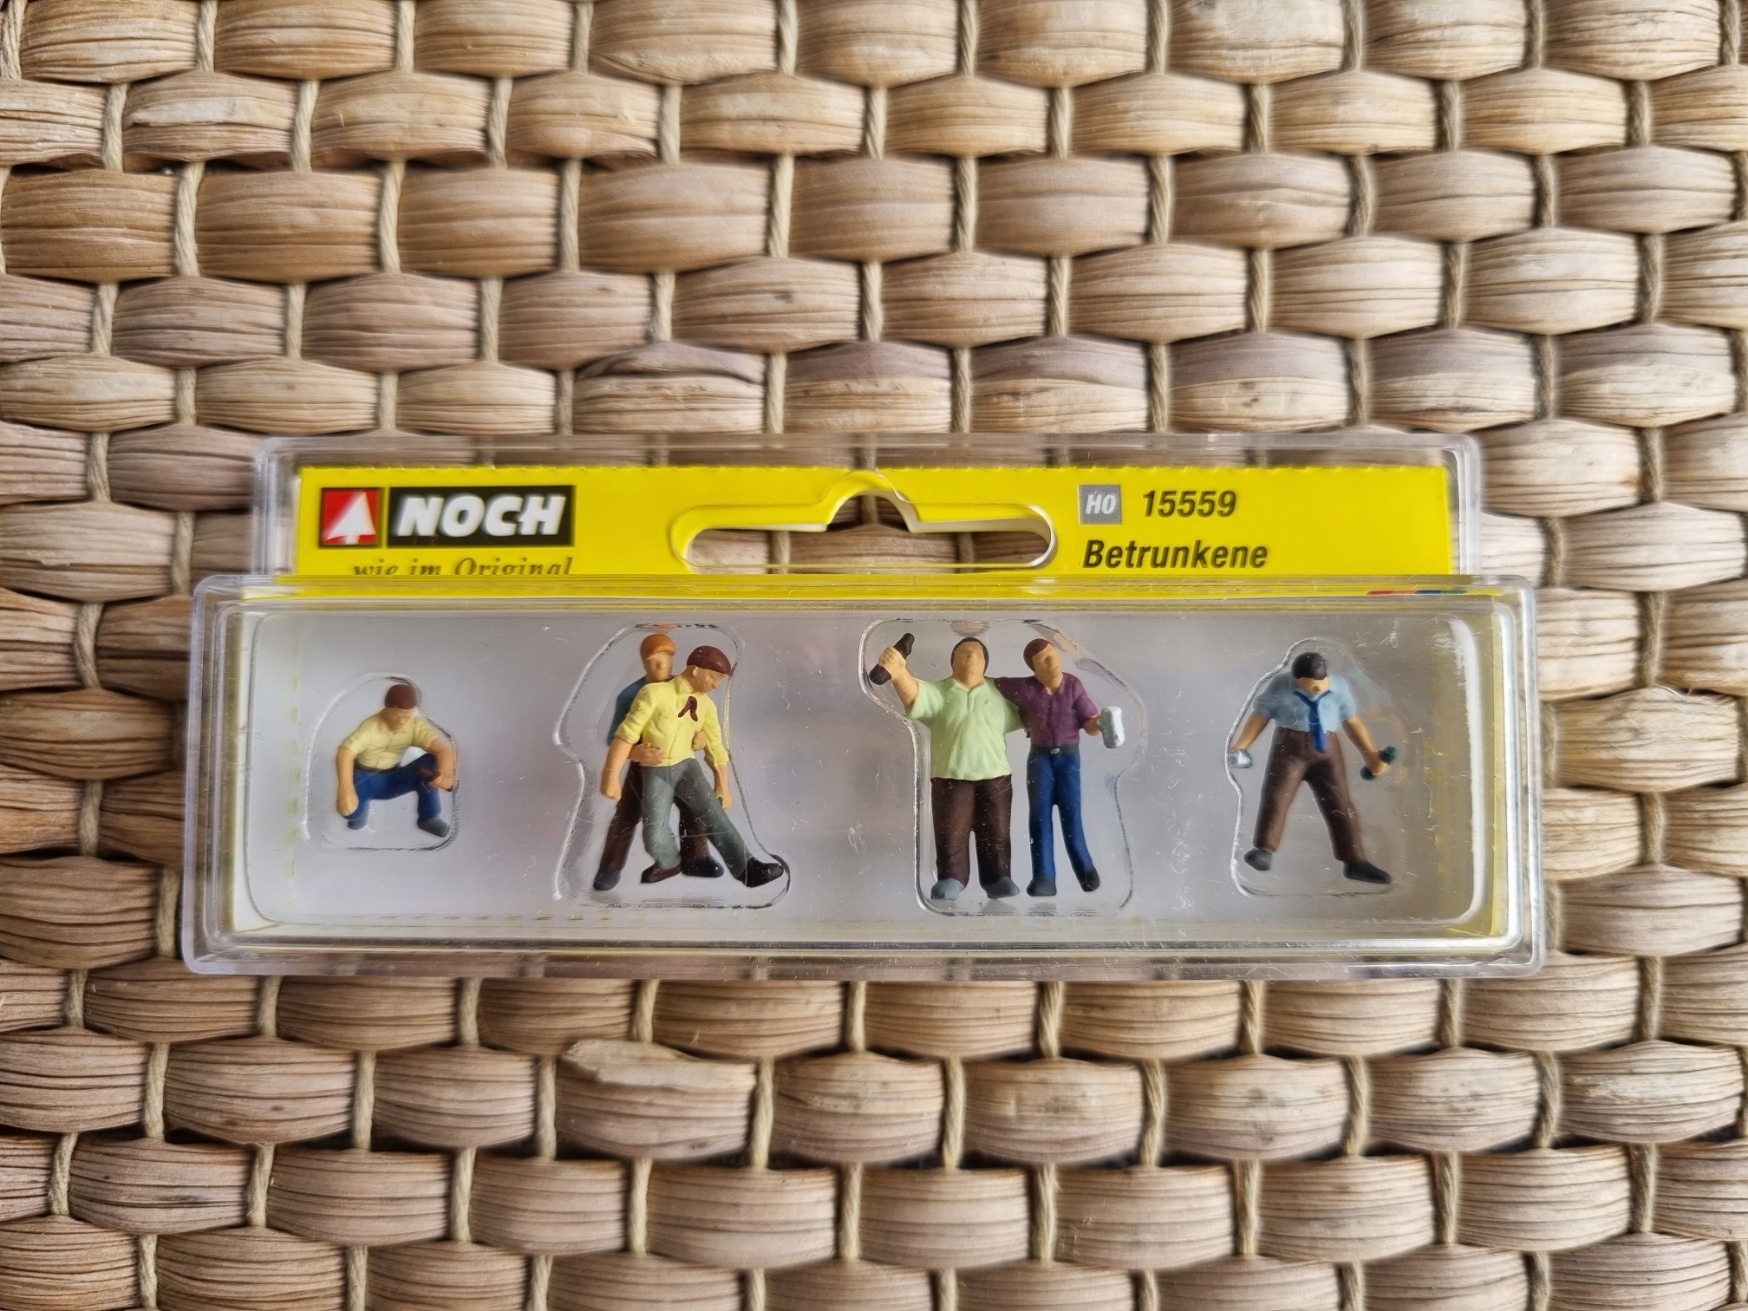 NOCH
wie im Original
HO 15559
Betrunkene